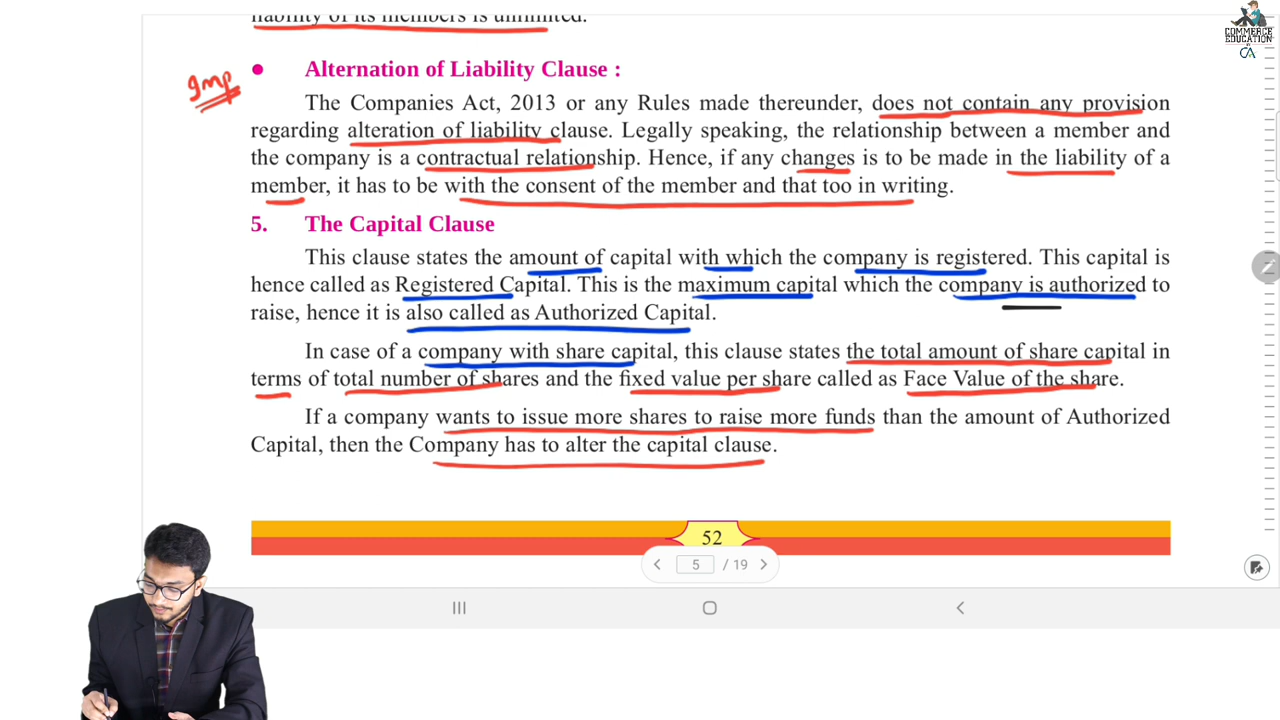 liability of its members is unlimited.
COMMERCE
EDUCATION
BY
CA
Imp
● Alternation of Liability Clause :
The Companies Act, 2013 or any Rules made thereunder, does not contain any provision
regarding alteration of liability clause. Legally speaking, the relationship between a member and
the company is a contractual relationship. Hence, if any changes is to be made in the liability of a
member, it has to be with the consent of the member and that too in writing.
5. The Capital Clause
This clause states the amount of capital with which the company is registered. This capital is
hence called as Registered Capital. This is the maximum capital which the company is authorized to
raise, hence it is also called as Authorized Capital.
In case of a company with share capital, this clause states the total amount of share capital in
terms of total number of shares and the fixed value per share called as Face Value of the share.
If a company wants to issue more shares to raise more funds than the amount of Authorized
Capital, then the Company has to alter the capital clause.
52
5 / 19